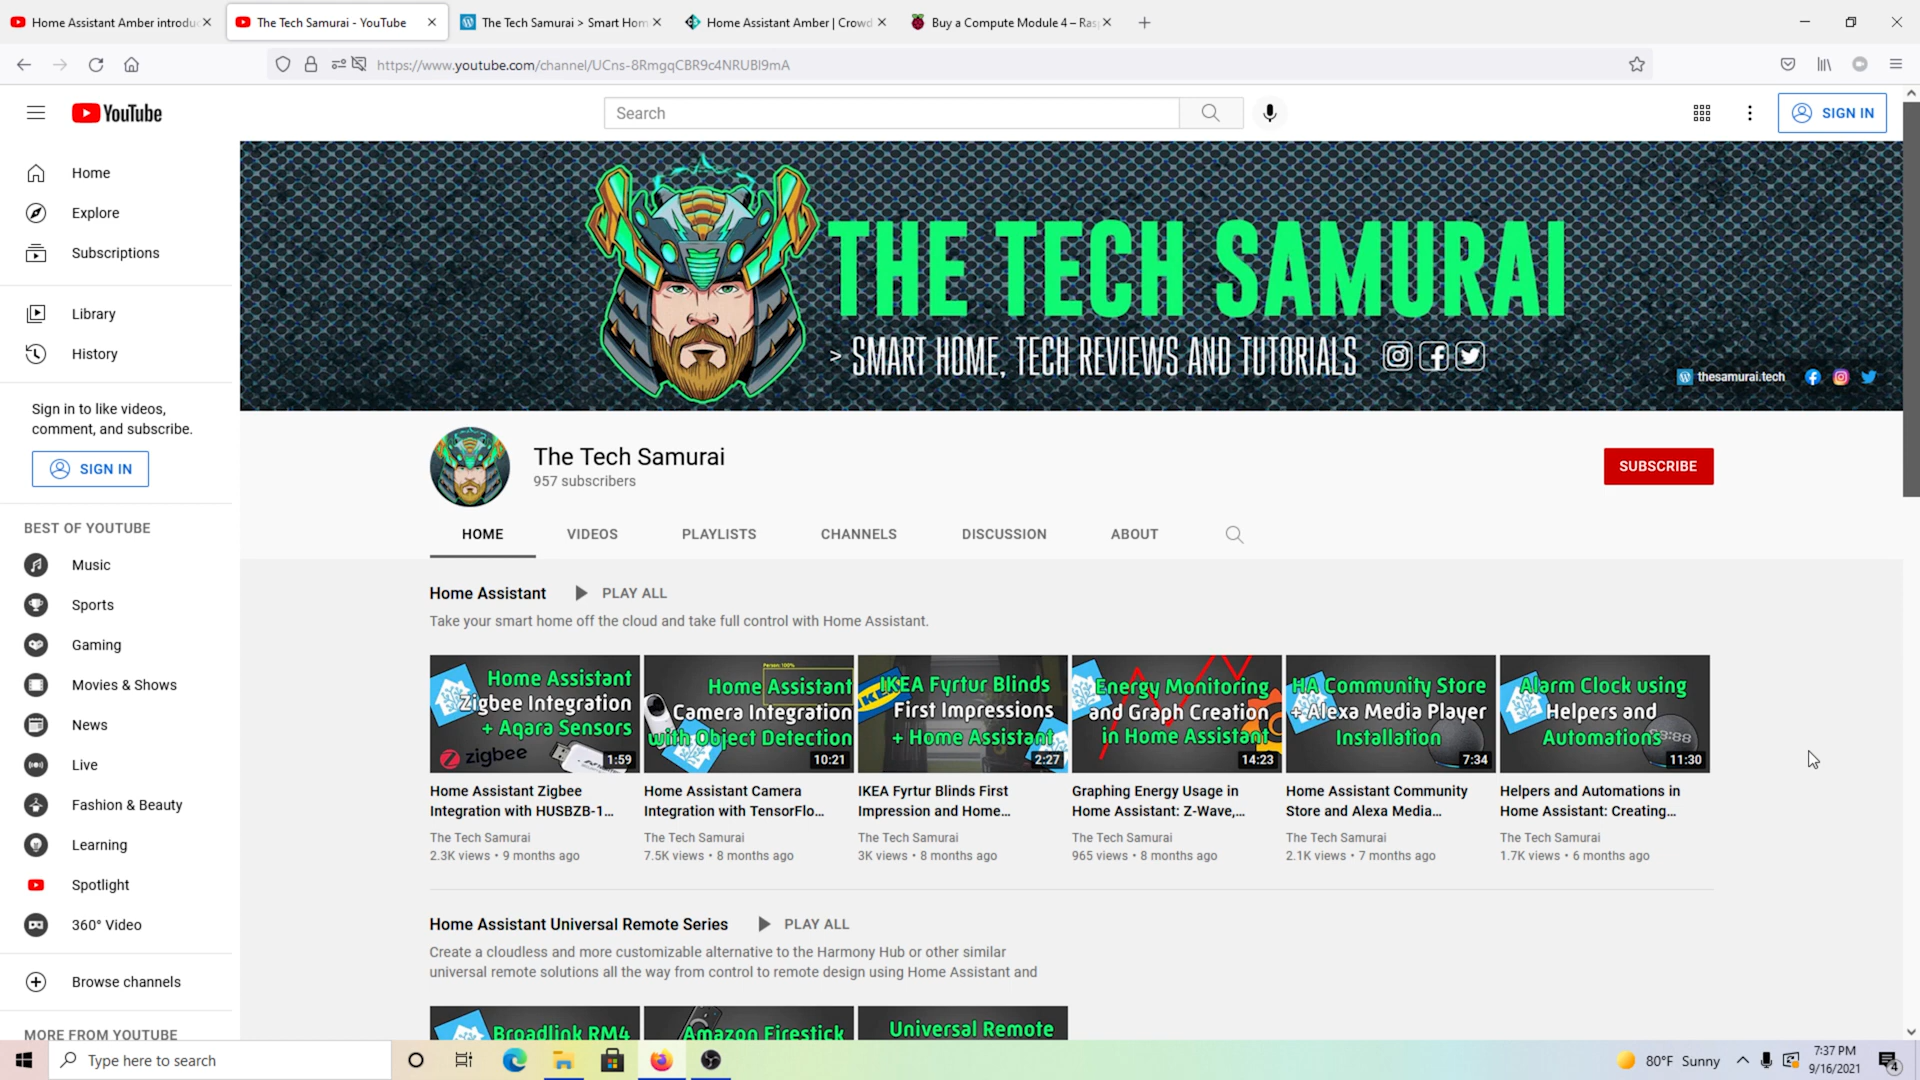 Home Assistant Amber introdu
The Tech Samurai - YouTube
The Tech Samurai > Smart Hom
Home Assistant Amber | Crowd
Buy a Compute Module 4 – Ras
https://www.youtube.com/channel/UCns-8RmgqCBR9c4NRUBl9mA
YouTube
Search
SIGN IN
Home
Explore
Subscriptions
Library
History
Sign in to like videos,
comment, and subscribe.
SIGN IN
BEST OF YOUTUBE
Music
Sports
Gaming
Movies & Shows
News
Live
Fashion & Beauty
Learning
Spotlight
360° Video
Browse channels
MORE FROM YOUTUBE
THE TECH SAMURAI
> SMART HOME, TECH REVIEWS AND TUTORIALS
thesamurai.tech
The Tech Samurai
957 subscribers
SUBSCRIBE
HOME
VIDEOS
PLAYLISTS
CHANNELS
DISCUSSION
ABOUT
Home Assistant
PLAY ALL
Take your smart home off the cloud and take full control with Home Assistant.
Home Assistant
Zigbee Integration
+ Aqara Sensors
zigbee
1:59
Home Assistant Zigbee
Integration with HUSBZB-1...
The Tech Samurai
2.3K views • 9 months ago
Person: 100%
Home Assistant
Camera Integration
with Object Detection
10:21
Home Assistant Camera
Integration with TensorFlo...
The Tech Samurai
7.5K views • 8 months ago
IKEA Fyrtur Blinds
First Impressions
+ Home Assistant
2:27
IKEA Fyrtur Blinds First
Impression and Home...
The Tech Samurai
3K views • 8 months ago
Energy Monitoring
and Graph Creation
in Home Assistant
14:23
Graphing Energy Usage in
Home Assistant: Z-Wave,...
The Tech Samurai
965 views • 8 months ago
HA Community Store
+ Alexa Media Player
Installation
7:34
Home Assistant Community
Store and Alexa Media...
The Tech Samurai
2.1K views • 7 months ago
Alarm Clock using
Helpers and
Automations
11:30
Helpers and Automations in
Home Assistant: Creating...
The Tech Samurai
1.7K views • 6 months ago
Home Assistant Universal Remote Series
PLAY ALL
Create a cloudless and more customizable alternative to the Harmony Hub or other similar
universal remote solutions all the way from control to remote design using Home Assistant and
Broadlink RM4
Amazon Firestick
Universal Remote
Type here to search
80°F Sunny
7:37 PM
9/16/2021
4